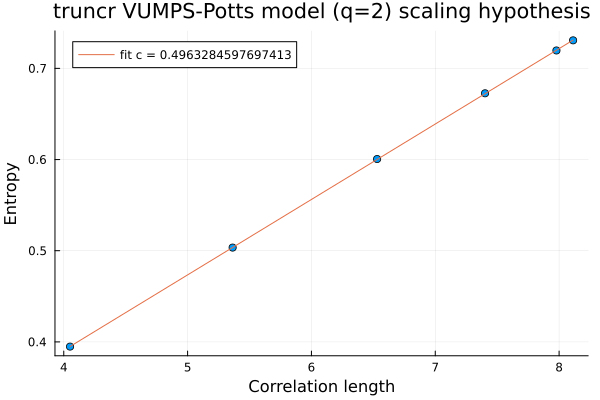 truncr VUMPS-Potts model (q=2) scaling hypothesis
fit c = 0.4963284597697413
Entropy
0.7
0.6
0.5
0.4
4
5
6
7
8
Correlation length